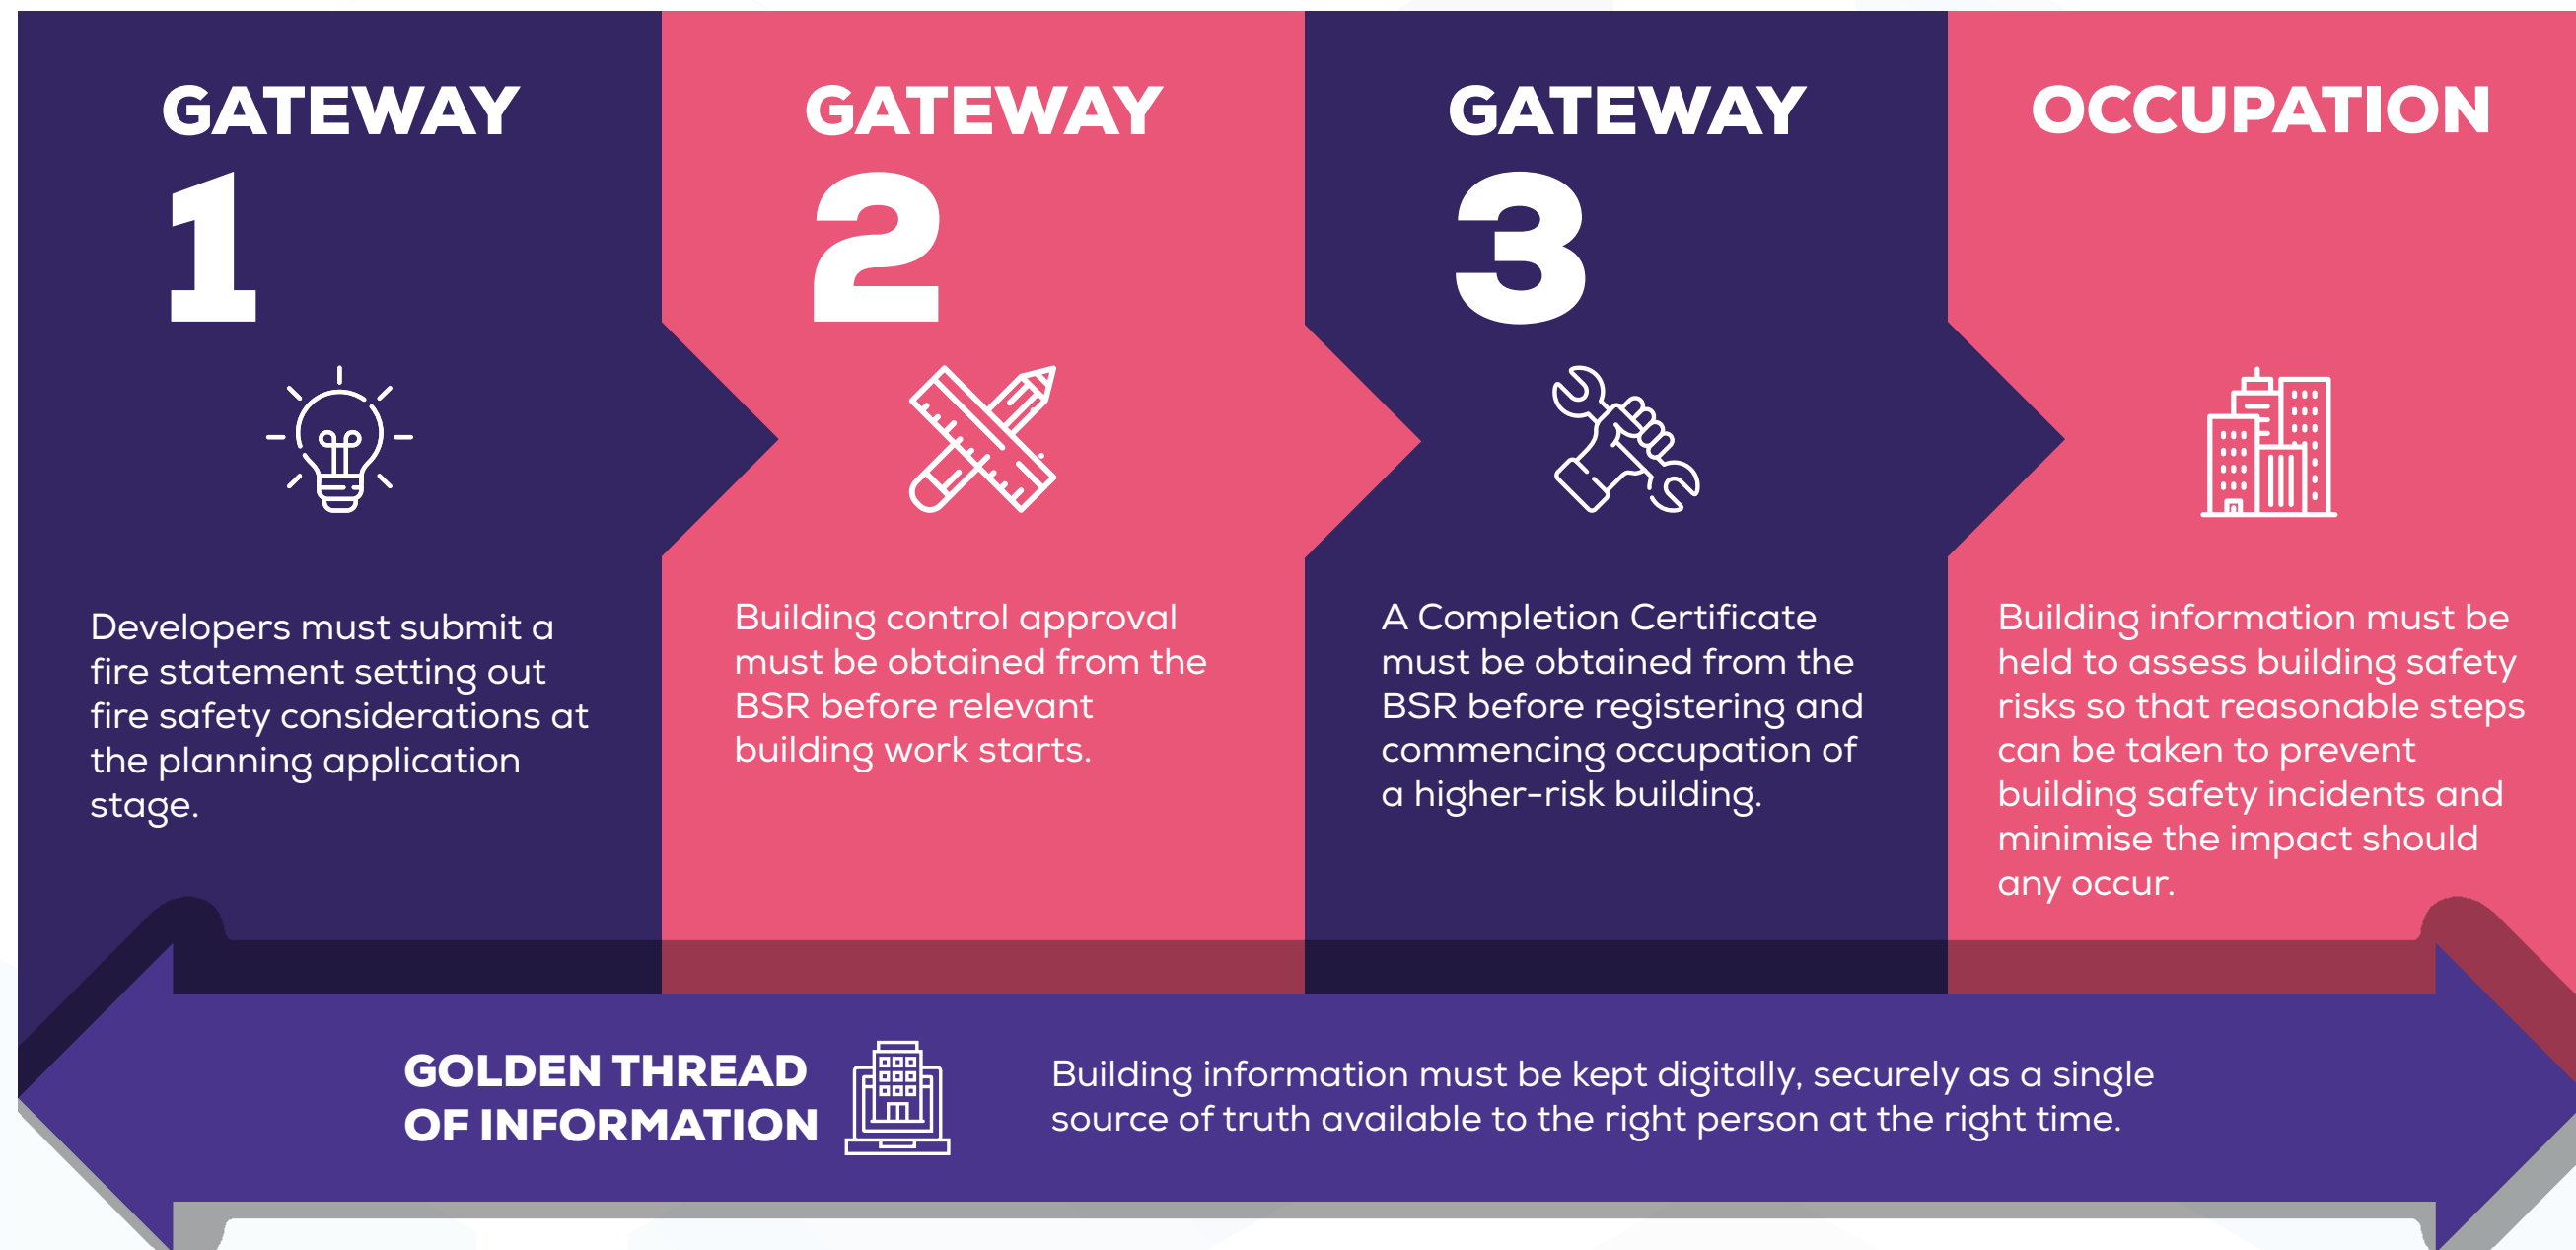 GATEWAY
1
Developers must submit a
fire statement setting out
fire safety considerations at
the planning application
stage.
GATEWAY
2
Building control approval
must be obtained from the
BSR before relevant
building work starts.
GATEWAY
3
A Completion Certificate
must be obtained from the
BSR before registering and
commencing occupation of
a higher-risk building.
OCCUPATION
Building information must be
held to assess building safety
risks so that reasonable steps
can be taken to prevent
building safety incidents and
minimise the impact should
any occur.
GOLDEN THREAD
OF INFORMATION
Building information must be kept digitally, securely as a single
source of truth available to the right person at the right time.